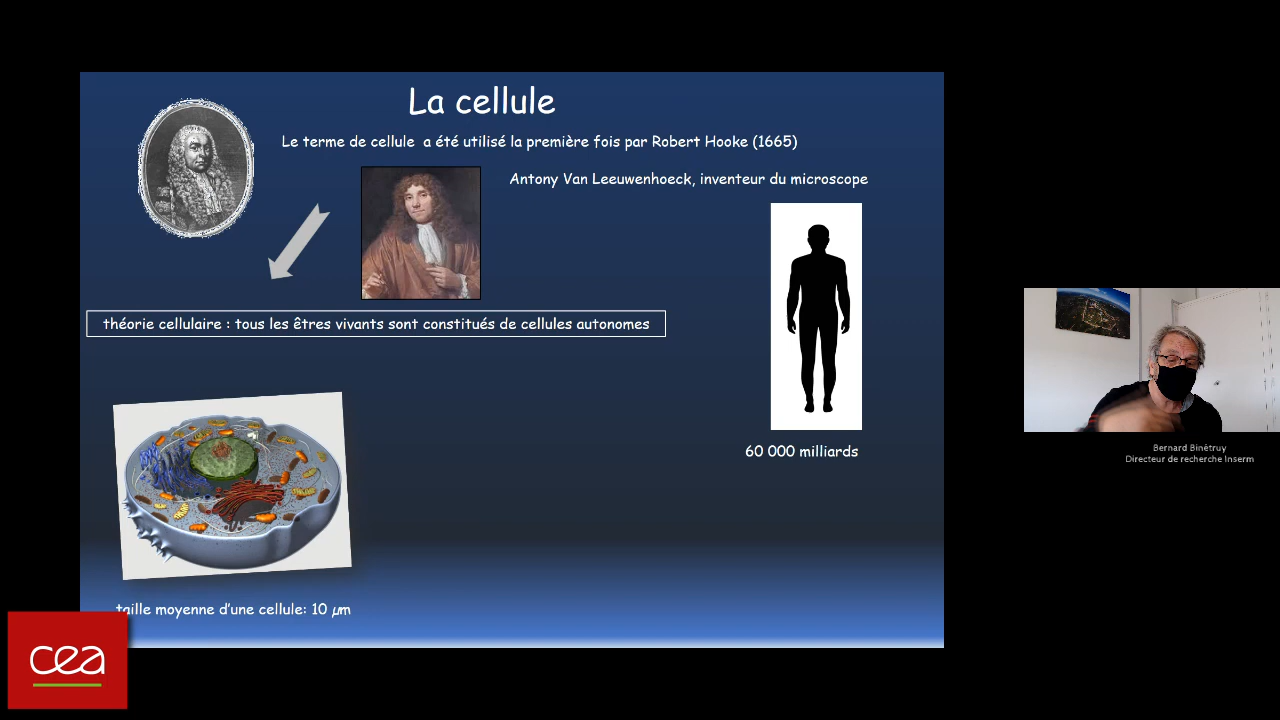 La cellule
Le terme de cellule a été utilisé la première fois par Robert Hooke (1665)
Antony Van Leeuwenhoeck, inventeur du microscope
théorie cellulaire : tous les êtres vivants sont constitués de cellules autonomes
60 000 milliards
Bernard Binétruy
Directeur de recherche Inserm
taille moyenne d'une cellule: 10 µm
cea